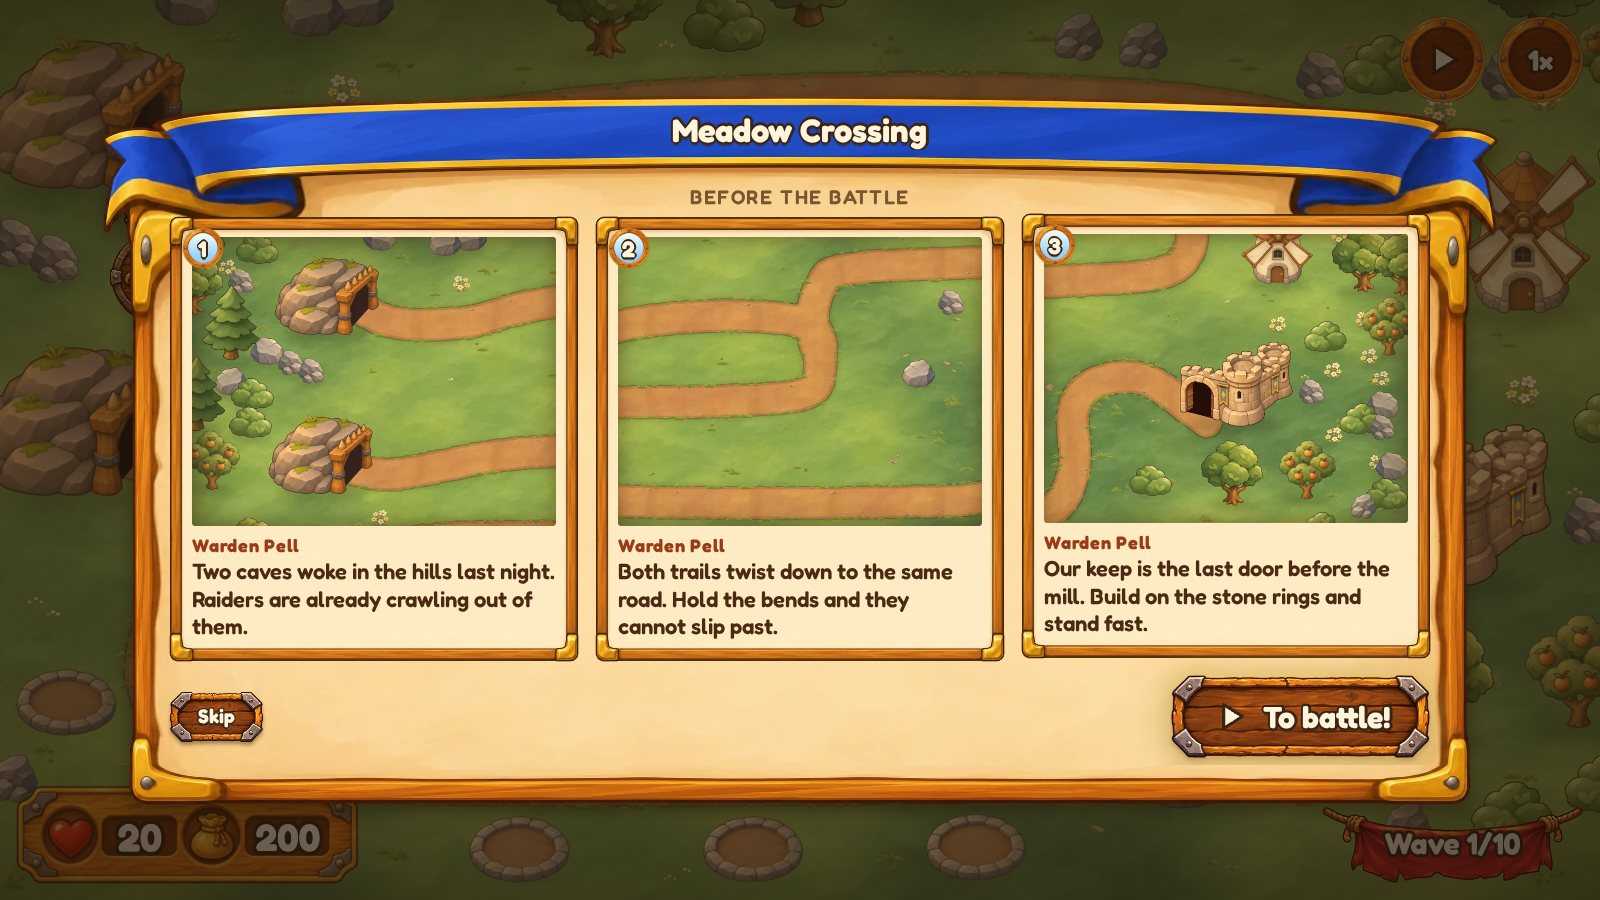 1x
Meadow Crossing
BEFORE THE BATTLE
1
Warden Pell
Two caves woke in the hills last night.
Raiders are already crawling out of
them.
2
Warden Pell
Both trails twist down to the same
road. Hold the bends and they
cannot slip past.
3
Warden Pell
Our keep is the last door before the
mill. Build on the stone rings and
stand fast.
Skip
To battle!
20
200
Wave 1/10